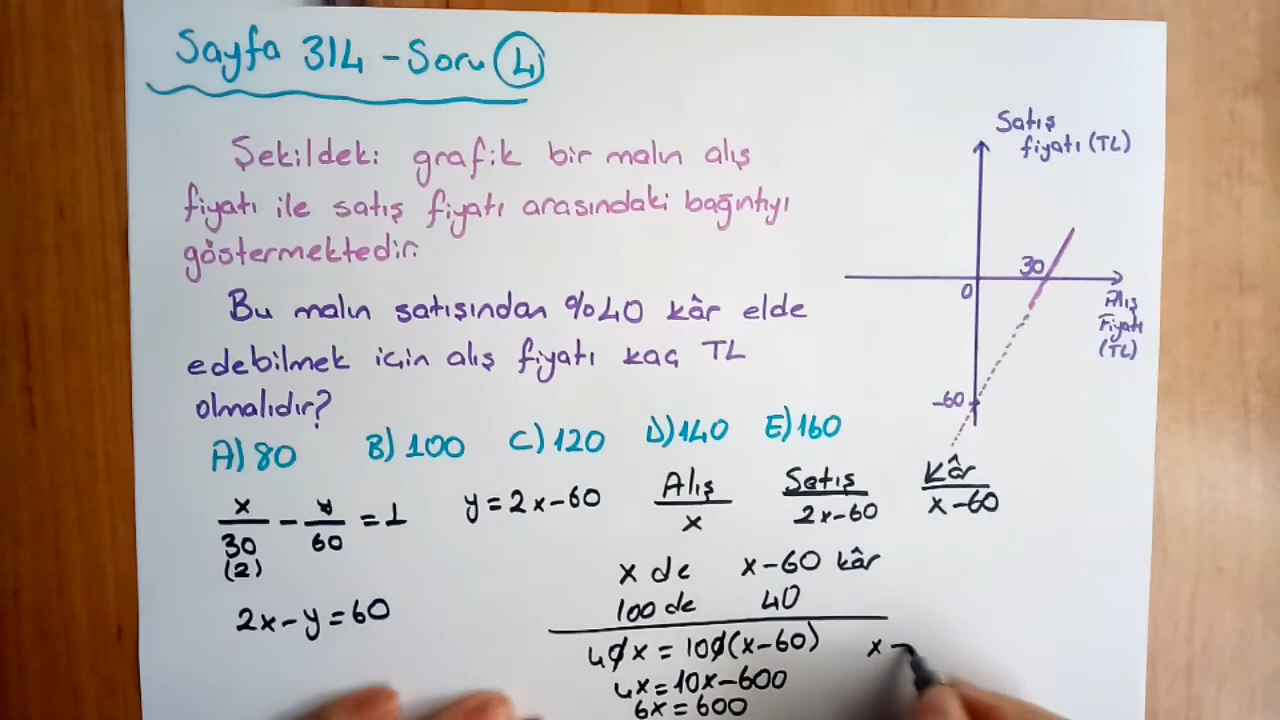 Sayfa 314 - Soru 4
Şekildeki grafik bir malın alış
fiyatı ile satış fiyatı arasındaki bağıntıyı
göstermektedir.
Bu malın satışından %40 kâr elde
edebilmek için alış fiyatı kaç TL
olmalıdır?
A) 80 B) 100 C) 120 D) 140 E) 160
Satış
fiyatı (TL)
30
0
Alış
Fiyatı
(TL)
-60
x/30 - y/60 = 1
(2)
2x-y=60
y=2x-60
Alış Satış Kâr
x 2x-60 x-60
x de x-60 kâr
100 de 40
40x = 100(x-60)
4x=10x-600
6x=600
x =